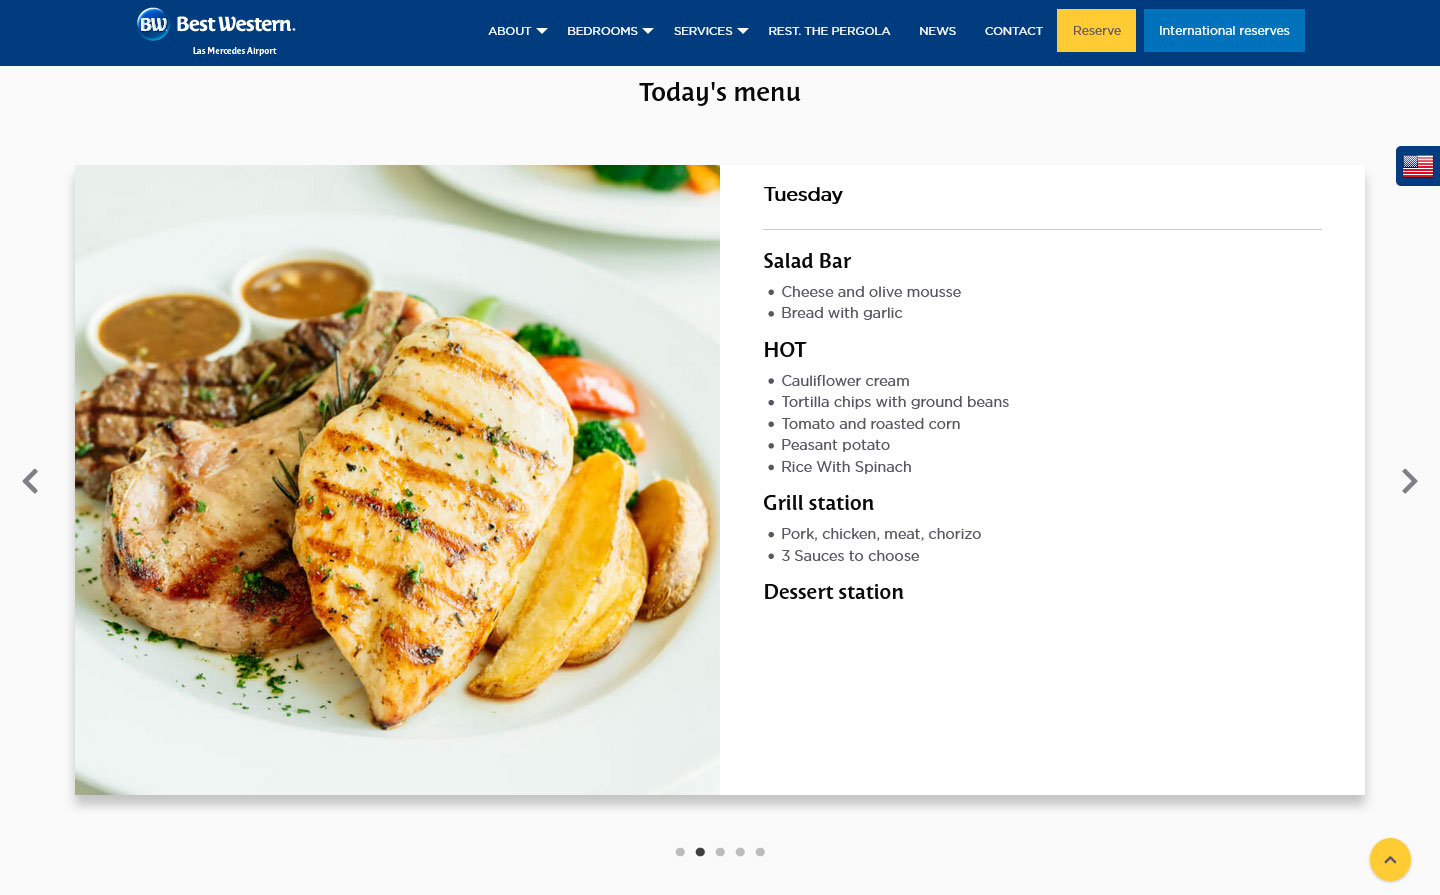 BW Best Western.
Las Mercedes Airport
ABOUT BEDROOMS SERVICES REST. THE PERGOLA NEWS CONTACT Reserve International reserves
Today's menu
Tuesday
Salad Bar
• Cheese and olive mousse
• Bread with garlic
HOT
• Cauliflower cream
• Tortilla chips with ground beans
• Tomato and roasted corn
• Peasant potato
• Rice With Spinach
Grill station
• Pork, chicken, meat, chorizo
• 3 Sauces to choose
Dessert station